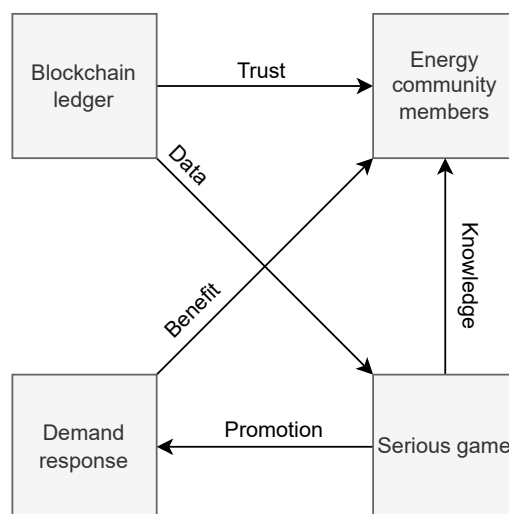 Blockchain
ledger
Trust
Energy
community
members
Data
Benefit
Knowledge
Demand
response
Promotion
Serious game